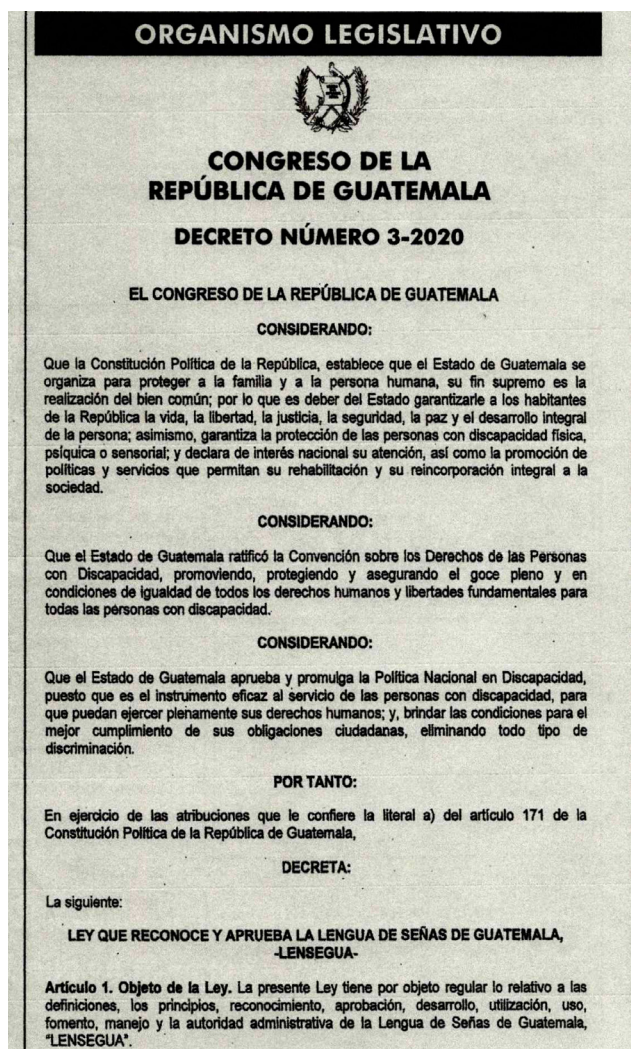 ORGANISMO LEGISLATIVO
CONGRESO DE LA
REPÚBLICA DE GUATEMALA
DECRETO NÚMERO 3-2020
EL CONGRESO DE LA REPÚBLICA DE GUATEMALA
CONSIDERANDO:
Que la Constitución Política de la República, establece que el Estado de Guatemala se
organiza para proteger a la familia y a la persona humana, su fin supremo es la
realización del bien común; por lo que es deber del Estado garantizarle a los habitantes
de la República la vida, la libertad, la justicia, la seguridad, la paz y el desarrollo integral
de la persona; asimismo, garantiza la protección de las personas con discapacidad física,
psíquica o sensorial; y declara de interés nacional su atención, así como la promoción de
políticas y servicios que permitan su rehabilitación y su reincorporación integral a la
sociedad.
CONSIDERANDO:
Que el Estado de Guatemala ratificó la Convención sobre los Derechos de las Personas
con Discapacidad, promoviendo, protegiendo y asegurando el goce pleno y en
condiciones de igualdad de todos los derechos humanos y libertades fundamentales para
todas las personas con discapacidad.
CONSIDERANDO:
Que el Estado de Guatemala aprueba y promulga la Política Nacional en Discapacidad,
puesto que es el instrumento eficaz al servicio de las personas con discapacidad, para
que puedan ejercer plenamente sus derechos humanos; y, brindar las condiciones para el
mejor cumplimiento de sus obligaciones ciudadanas, eliminando todo tipo de
discriminación.
POR TANTO:
En ejercicio de las atribuciones que le confiere la literal a) del artículo 171 de la
Constitución Política de la República de Guatemala,
DECRETA:
La siguiente:
LEY QUE RECONOCE Y APRUEBA LA LENGUA DE SEÑAS DE GUATEMALA,
-LENSEGUA-
Artículo 1. Objeto de la Ley. La presente Ley tiene por objeto regular lo relativo a las
definiciones, los principios, reconocimiento, aprobación, desarrollo, utilización, uso,
fomento, manejo y la autoridad administrativa de la Lengua de Señas de Guatemala,
"LENSEGUA".